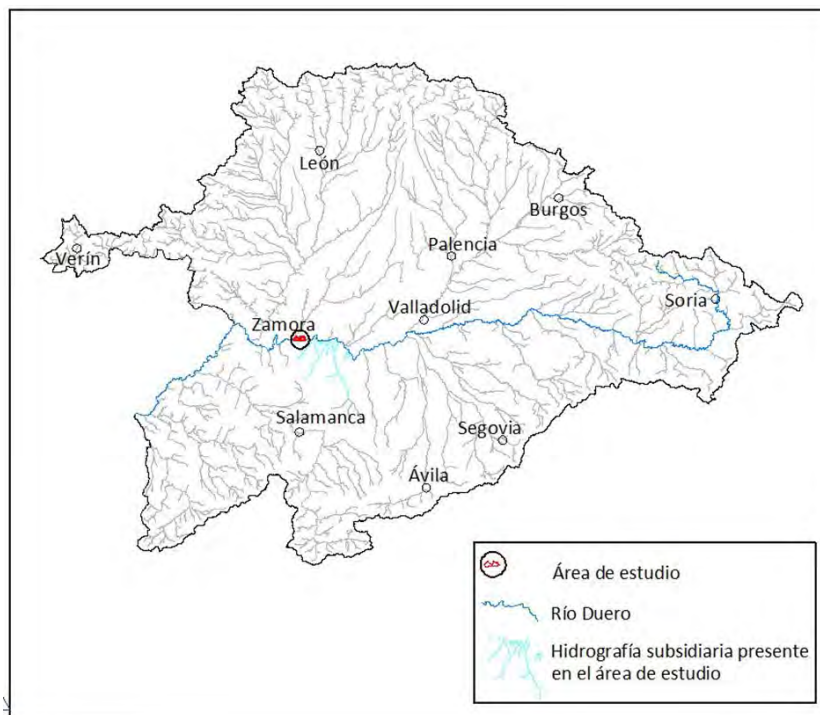 León
Burgos
Verín
Palencia
Soria
Zamora
Valladolid
Salamanca
Segovia
Ávila
Área de estudio
Río Duero
Hidrografía subsidiaria presente
en el área de estudio